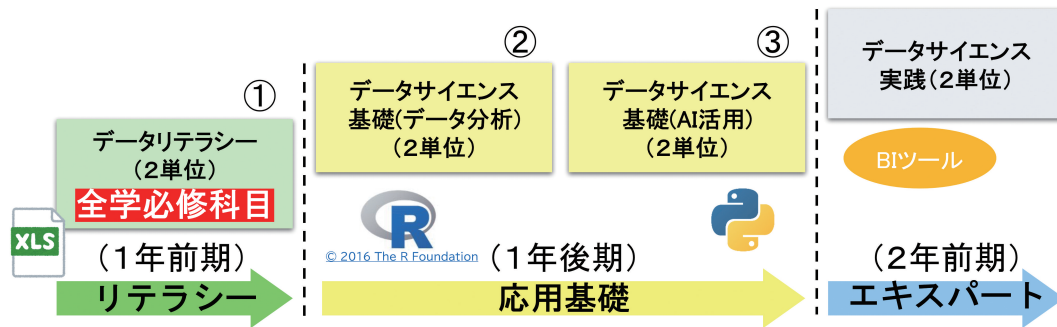 ①
データリテラシー
(２単位)
全学必修科目
XLS
(１年前期)
リテラシー
②
データサイエンス
基礎(データ分析)
(２単位)
R
© 2016 The R Foundation
③
データサイエンス
基礎(AI活用)
(２単位)
(１年後期)
応用基礎
データサイエンス
実践(２単位)
BIツール
(２年前期)
エキスパート